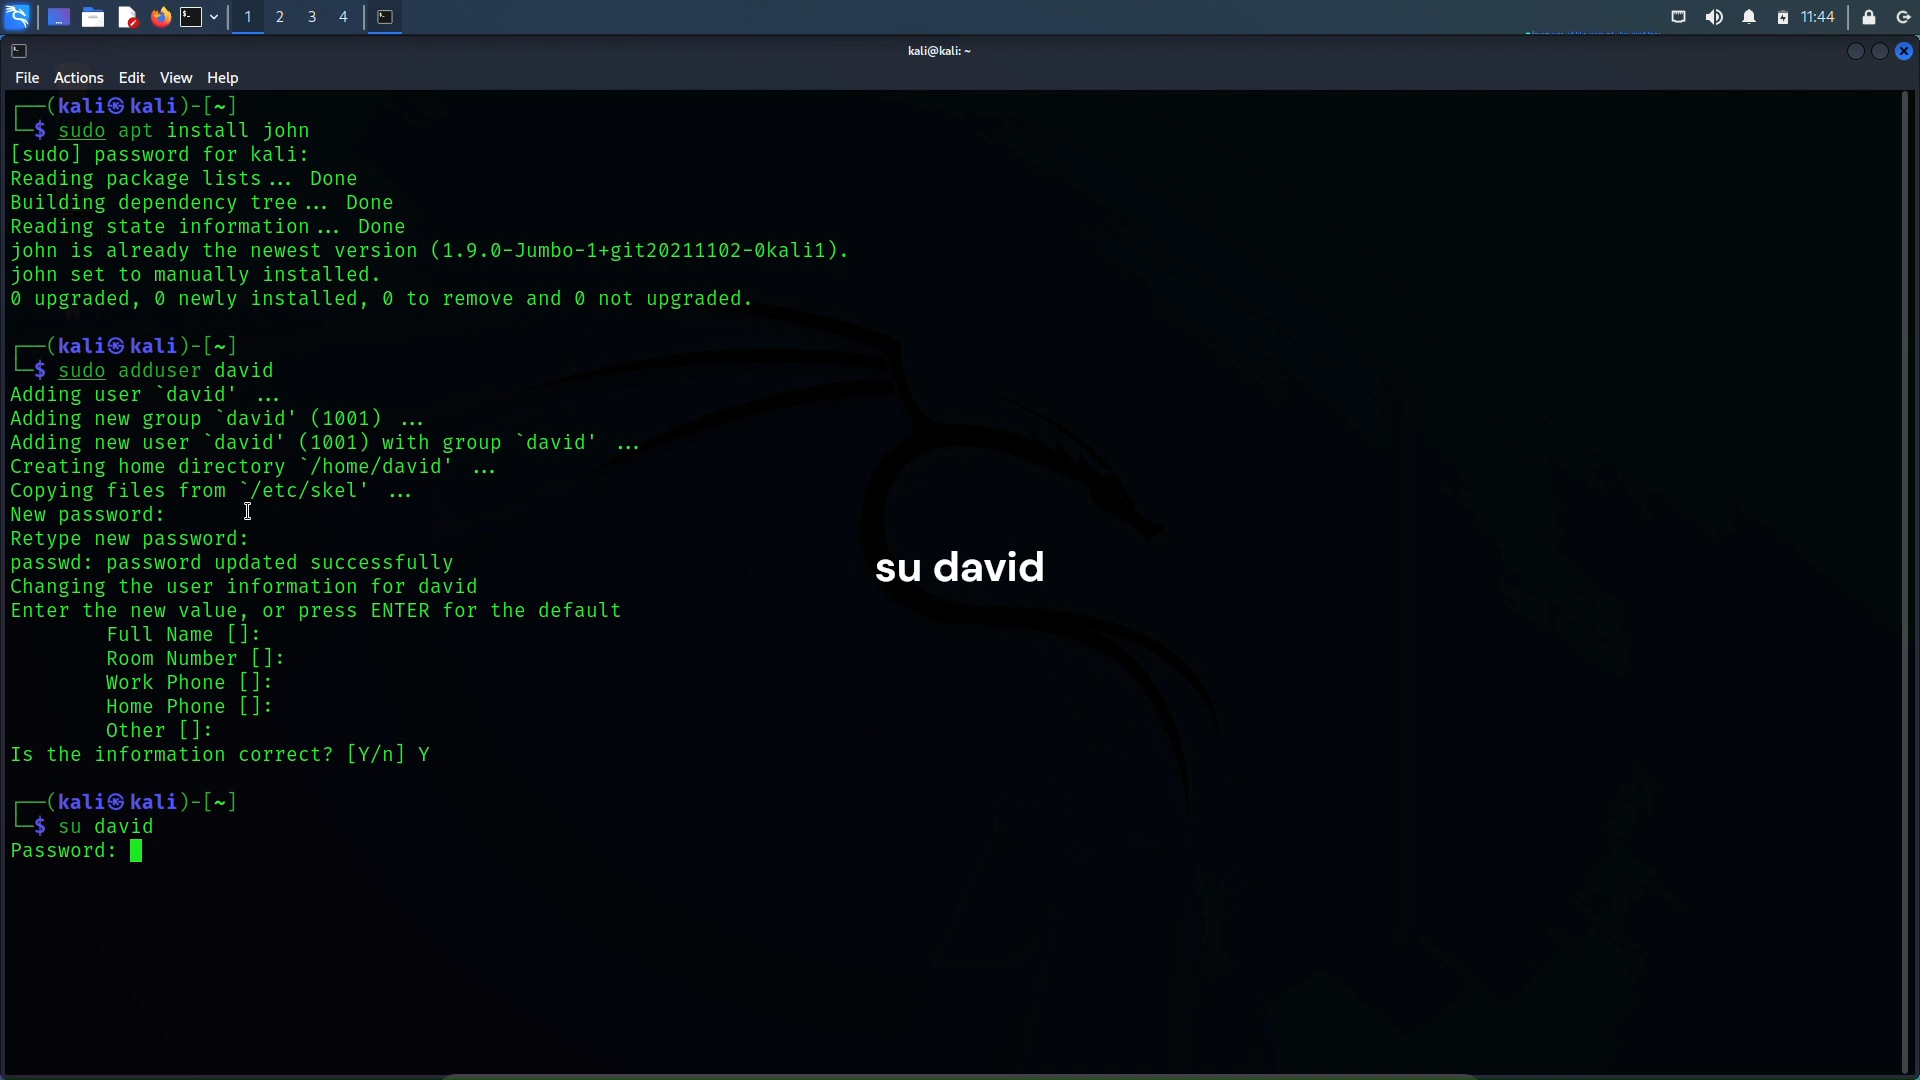 1 2 3 4 11:44
kali@kali: ~
File Actions Edit View Help
┌──(kali㉿kali)-[~]
└─$ sudo apt install john
[sudo] password for kali:
Reading package lists... Done
Building dependency tree... Done
Reading state information... Done
john is already the newest version (1.9.0-Jumbo-1+git20211102-0kali1).
john set to manually installed.
0 upgraded, 0 newly installed, 0 to remove and 0 not upgraded.
┌──(kali㉿kali)-[~]
└─$ sudo adduser david
Adding user `david' ...
Adding new group `david' (1001) ...
Adding new user `david' (1001) with group `david' ...
Creating home directory `/home/david' ...
Copying files from `/etc/skel' ...
New password:
Retype new password:
passwd: password updated successfully
su david
Changing the user information for david
Enter the new value, or press ENTER for the default
Full Name []:
Room Number []:
Work Phone []:
Home Phone []:
Other []:
Is the information correct? [Y/n] Y
┌──(kali㉿kali)-[~]
└─$ su david
Password: